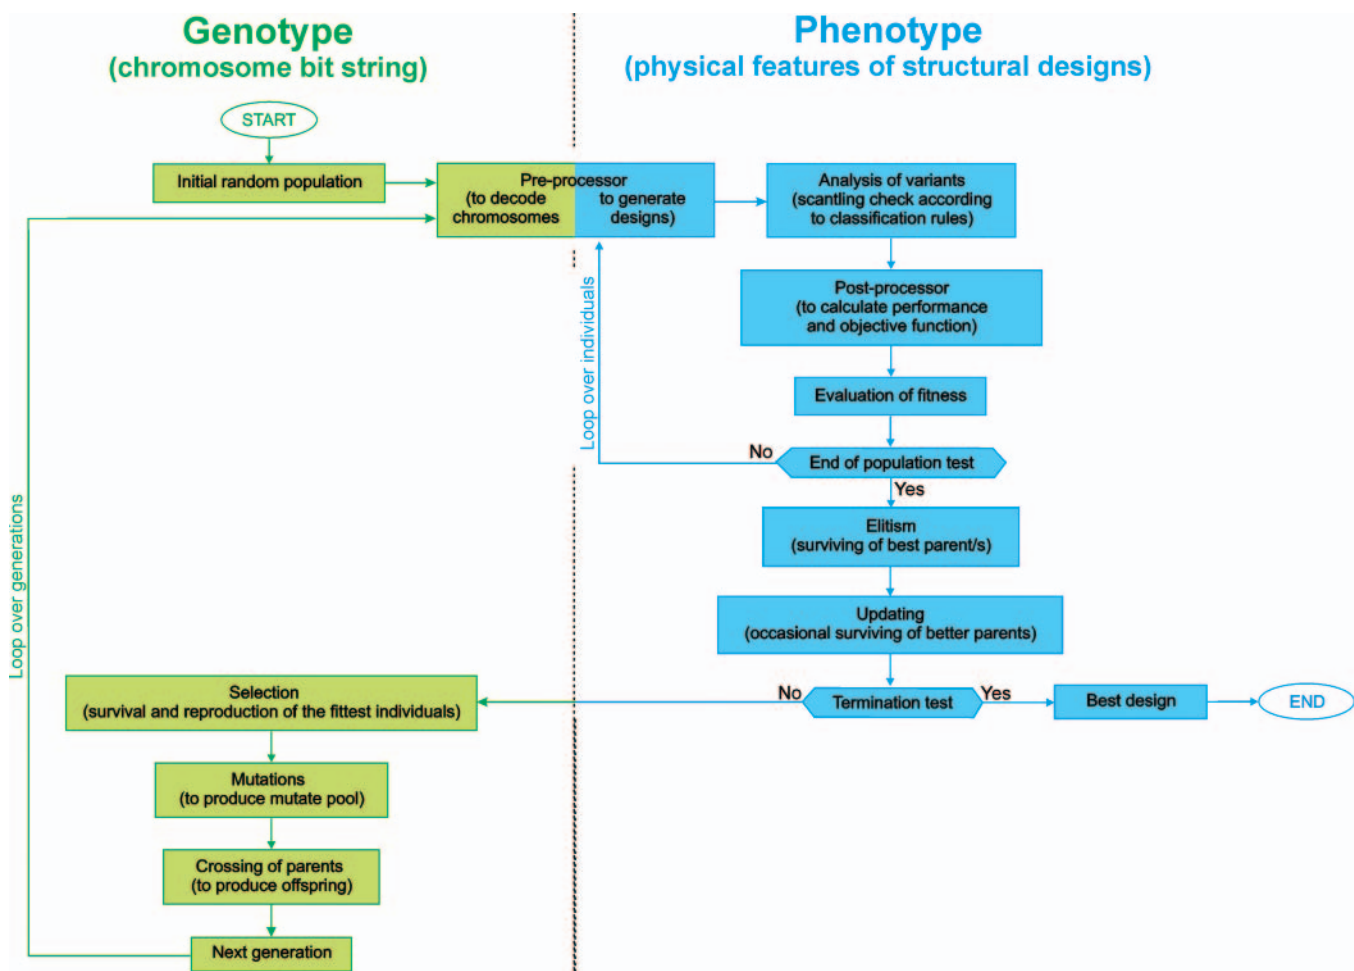 Genotype
(chromosome bit string)
Phenotype
(physical features of structural designs)
START
Initial random population
Pre-processor
(to decode
chromosomes
to generate
designs)
Analysis of variants
(scantling check according
to classification rules)
Post-processor
(to calculate performance
and objective function)
Loop over individuals
Evaluation of fitness
No
End of population test
Yes
Elitism
(surviving of best parent/s)
Updating
(occasional surviving of better parents)
Loop over generations
Selection
(survival and reproduction of the fittest individuals)
No
Termination test
Yes
Best design
END
Mutations
(to produce mutate pool)
Crossing of parents
(to produce offspring)
Next generation